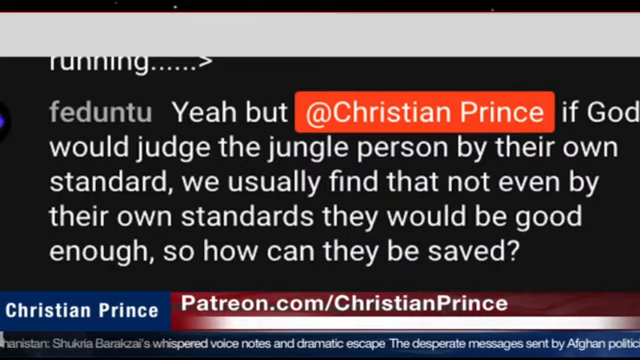 running......>
feduntu Yeah but @Christian Prince if God
would judge the jungle person by their own
standard, we usually find that not even by
their own standards they would be good
enough, so how can they be saved?
Christian Prince Patreon.com/ChristianPrince
hanistan: Shukria Barakzai's whispered voice notes and dramatic escape The desperate messages sent by Afghan politic